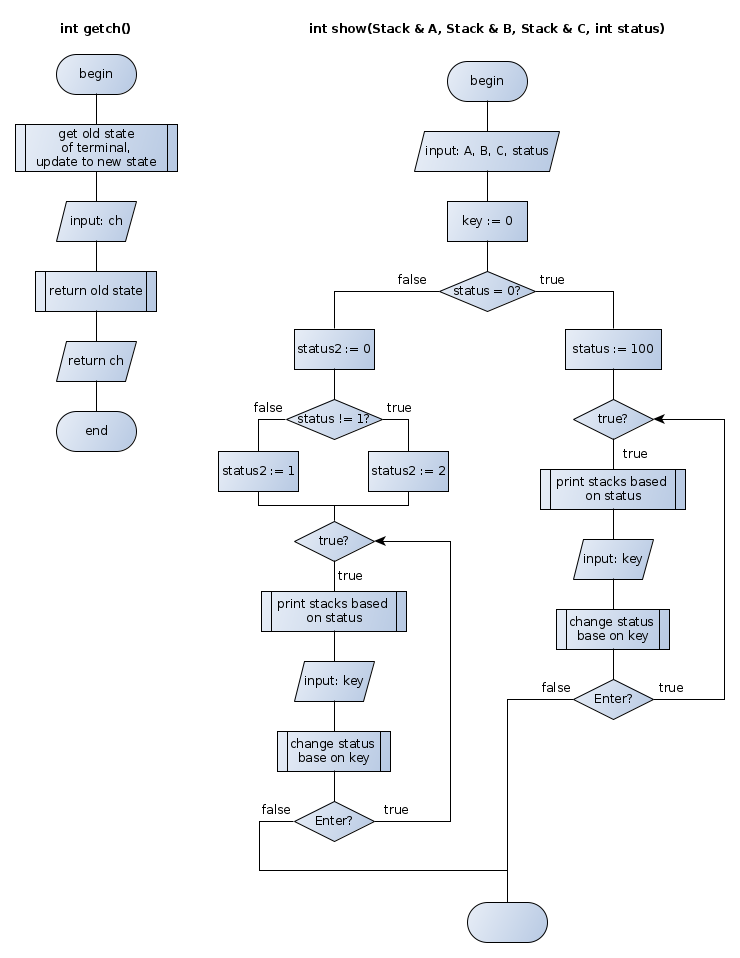 int getch()
begin
get old state
of terminal,
update to new state
input: ch
return old state
return ch
end
int show(Stack & A, Stack & B, Stack & C, int status)
begin
input: A, B, C, status
key := 0
false
status = 0?
true
status2 := 0
false
status != 1?
true
status2 := 1
status2 := 2
true?
true
print stacks based
on status
input: key
change status
base on key
false
Enter?
true
status := 100
true?
true
print stacks based
on status
input: key
change status
base on key
false
Enter?
true